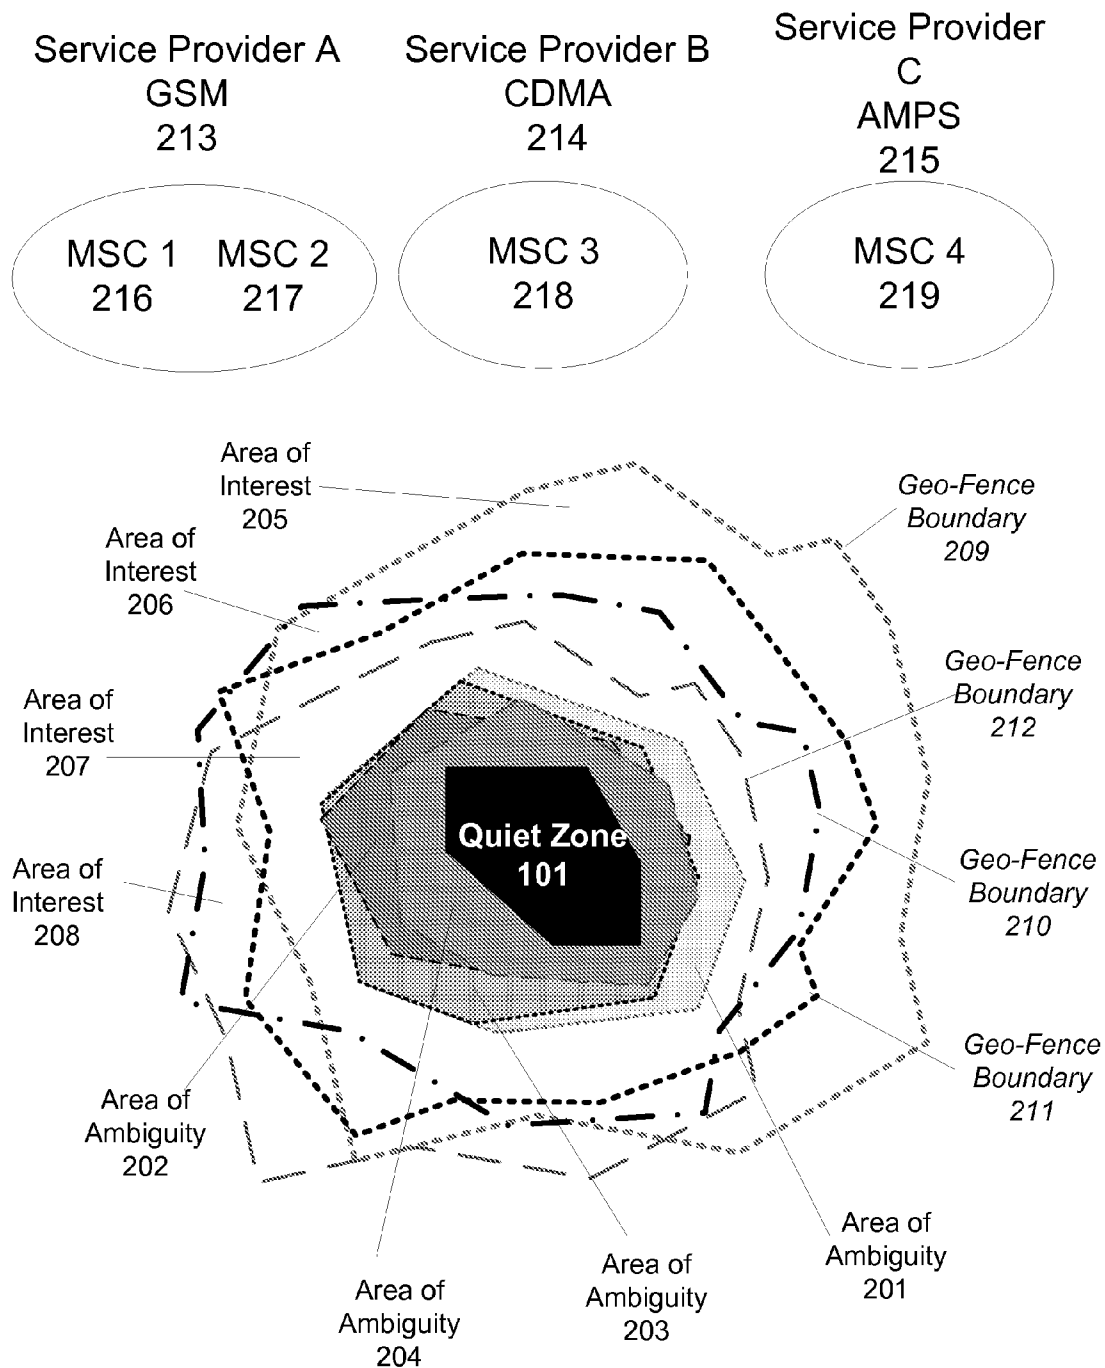 Service Provider A
GSM
213
Service Provider B
CDMA
214
Service Provider
C
AMPS
215
MSC 1
216
MSC 2
217
MSC 3
218
MSC 4
219
Area of
Interest
205
Geo-Fence
Boundary
209
Area of
Interest
206
Geo-Fence
Boundary
212
Area of
Interest
207
Quiet Zone
101
Area of
Interest
208
Geo-Fence
Boundary
210
Geo-Fence
Boundary
211
Area of
Ambiguity
202
Area of
Ambiguity
201
Area of
Ambiguity
203
Area of
Ambiguity
204